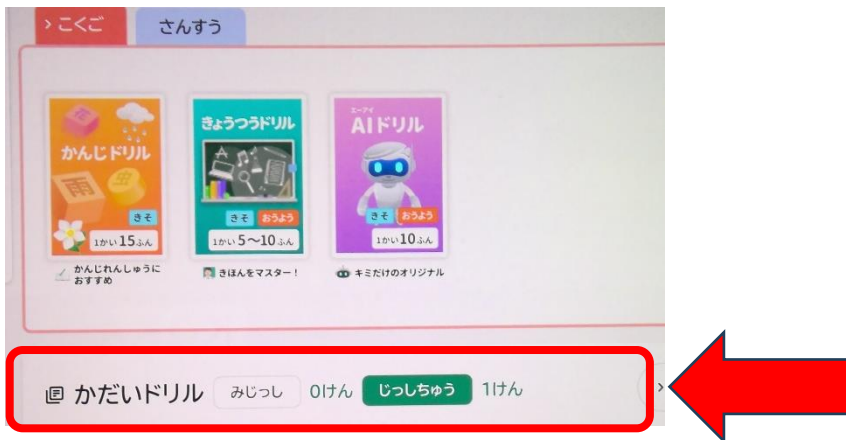 こくご さんすう
かんじドリル
きそ
1かい15ふん
かんじれんしゅうに
おすすめ
きょうつうドリル
きそ おうよう
1かい5～10ふん
きほんをマスター！
エーアイ
AIドリル
きそ おうよう
1かい10ふん
キミだけのオリジナル
かだいドリル みじっし 0けん じっしちゅう 1けん